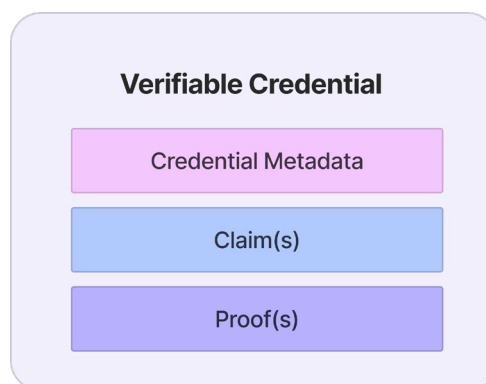 Verifiable Credential
Credential Metadata
Claim(s)
Proof(s)